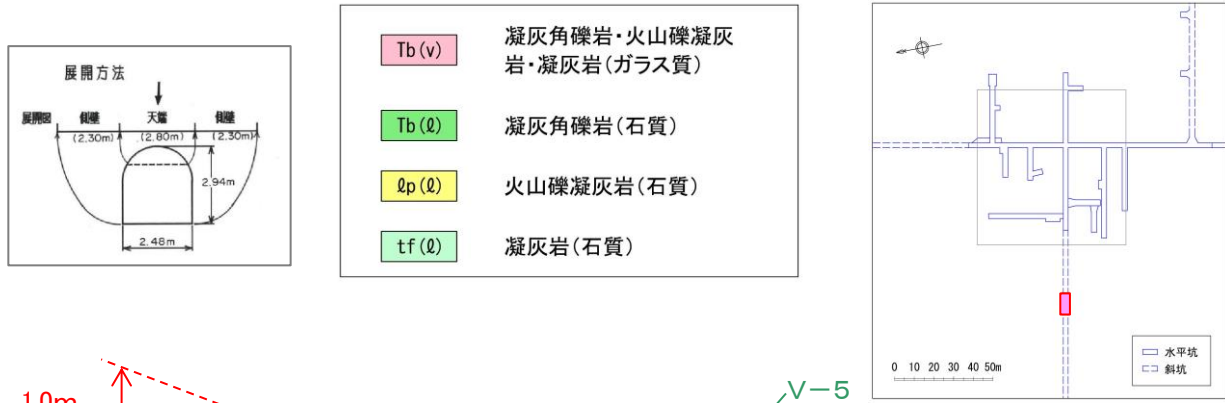 展開方法
展開図 側壁 天端 側壁
(2.30m) (2.80m) (2.30m)
2.94m
2.48m
Tb(v) 凝灰角礫岩・火山礫凝灰
岩・凝灰岩(ガラス質)
Tb(ℓ) 凝灰角礫岩(石質)
ℓp(ℓ) 火山礫凝灰岩(石質)
tf(ℓ) 凝灰岩(石質)
0 10 20 30 40 50m
水平坑
斜坑
10m
V-5